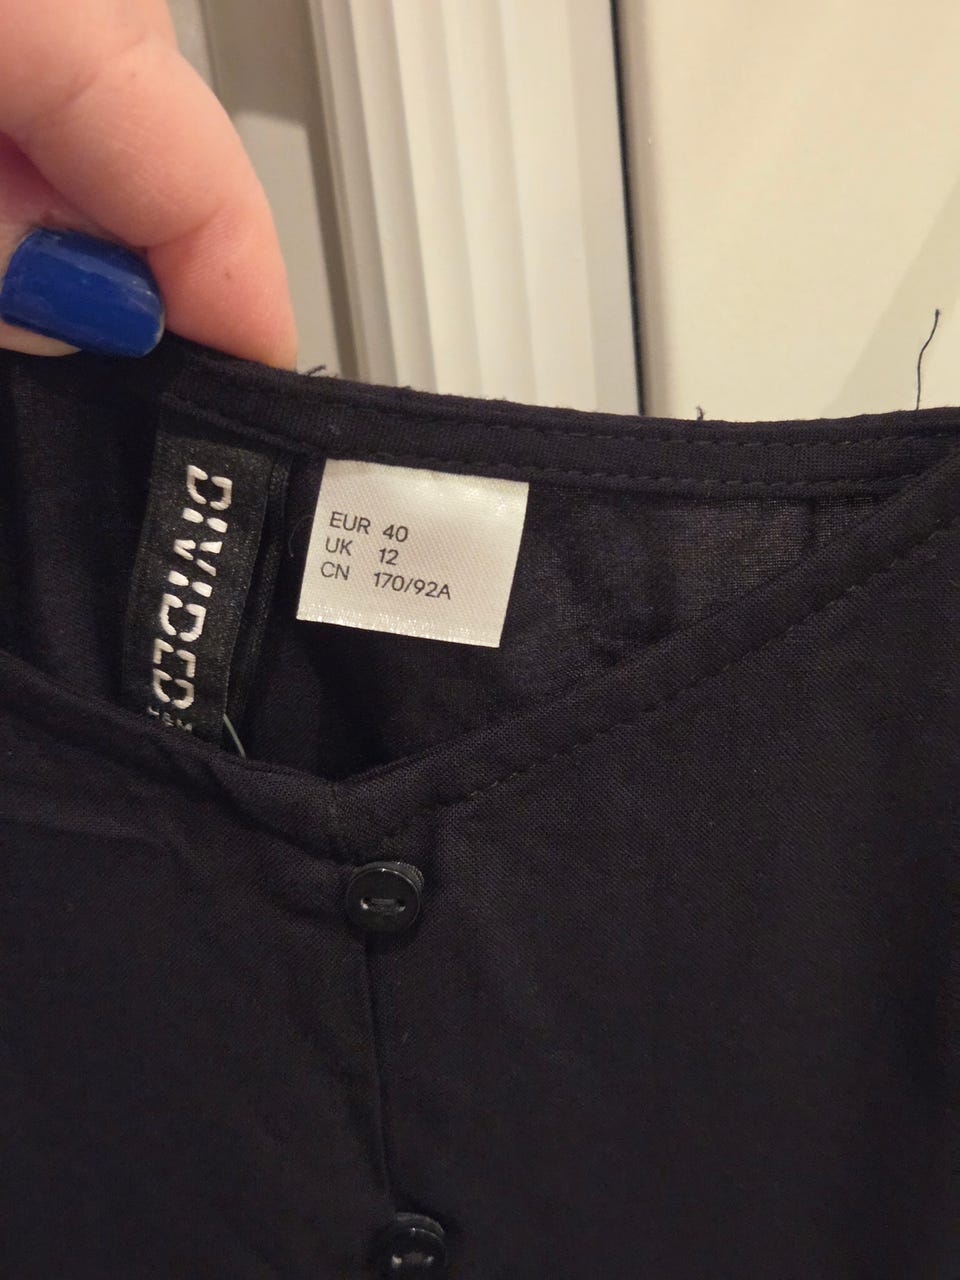 DIVIDED
EUR 40
UK 12
CN 170/92A